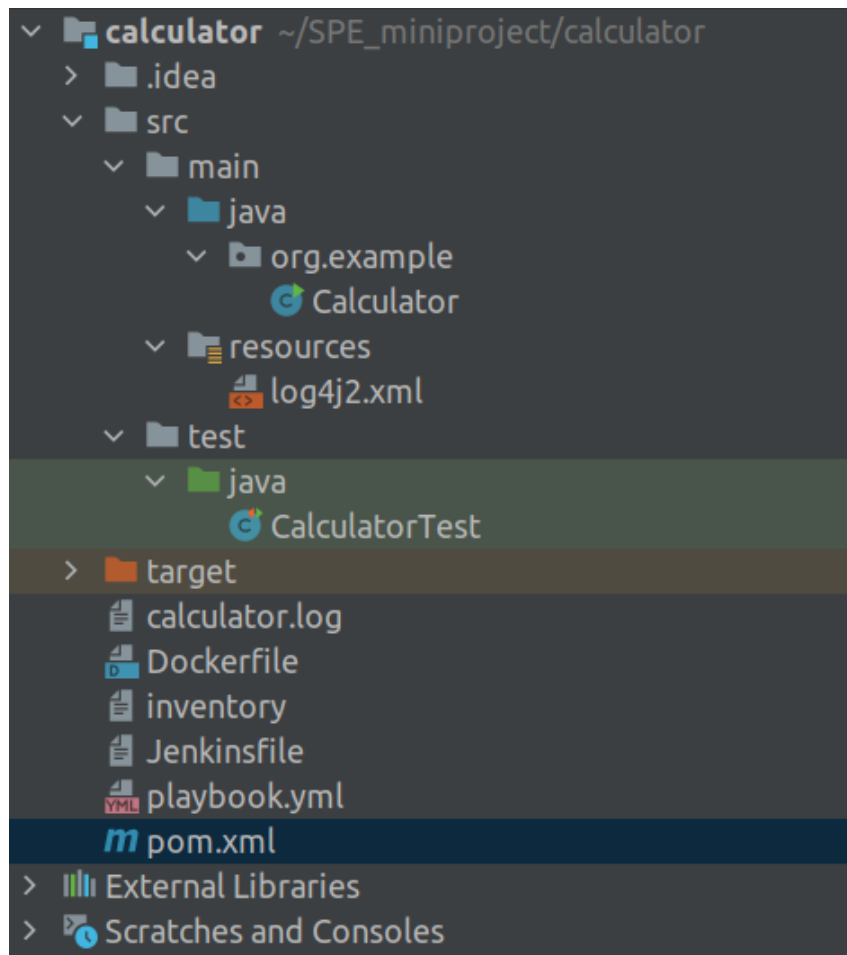 calculator ~/SPE_miniproject/calculator
.idea
src
main
java
org.example
C Calculator
resources
<> log4j2.xml
test
java
C CalculatorTest
target
calculator.log
D Dockerfile
inventory
Jenkinsfile
YML playbook.yml
m pom.xml
External Libraries
Scratches and Consoles